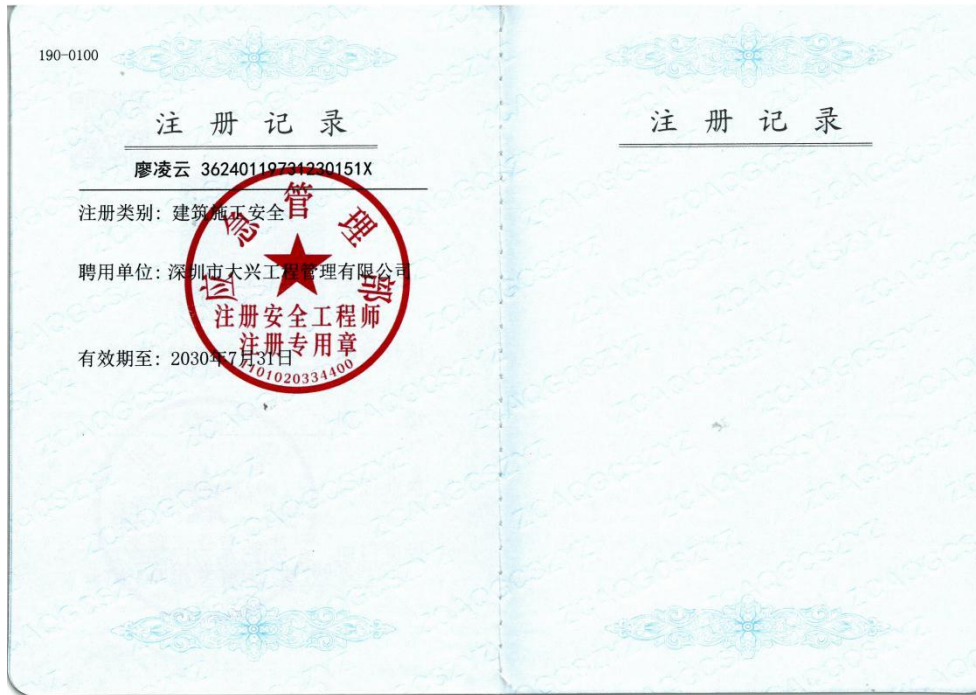 190-0100
注册记录
廖凌云 36240119731230151X
注册类别：建筑施工安全
聘用单位：深圳市大兴工程管理有限公司
有效期至：2030年7月31日
应急管理部
注册安全工程师
注册专用章
注册记录